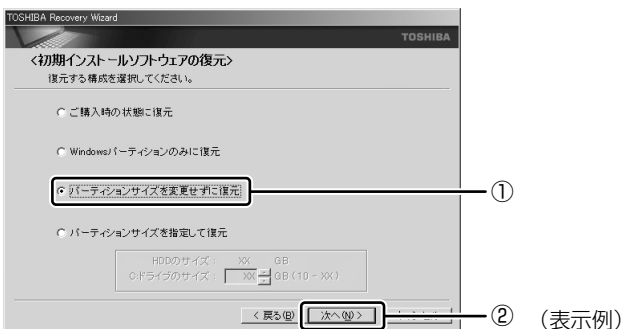 TOSHIBA Recovery Wizard
TOSHIBA
<初期インストールソフトウェアの復元>
復元する構成を選択してください。
ご購入時の状態に復元
Windowsパーティションのみに復元
パーティションサイズを変更せずに復元
①
パーティションサイズを指定して復元
HDDのサイズ： XX GB
C:ドライブのサイズ： XX GB (10 - XX)
< 戻る(B) 次へ(N) >
② （表示例）